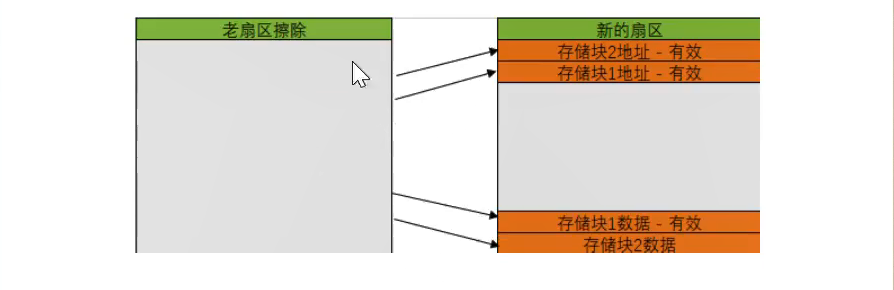 老扇区擦除
新的扇区
存储块2地址 - 有效
存储块1地址 - 有效
存储块1数据 - 有效
存储块2数据